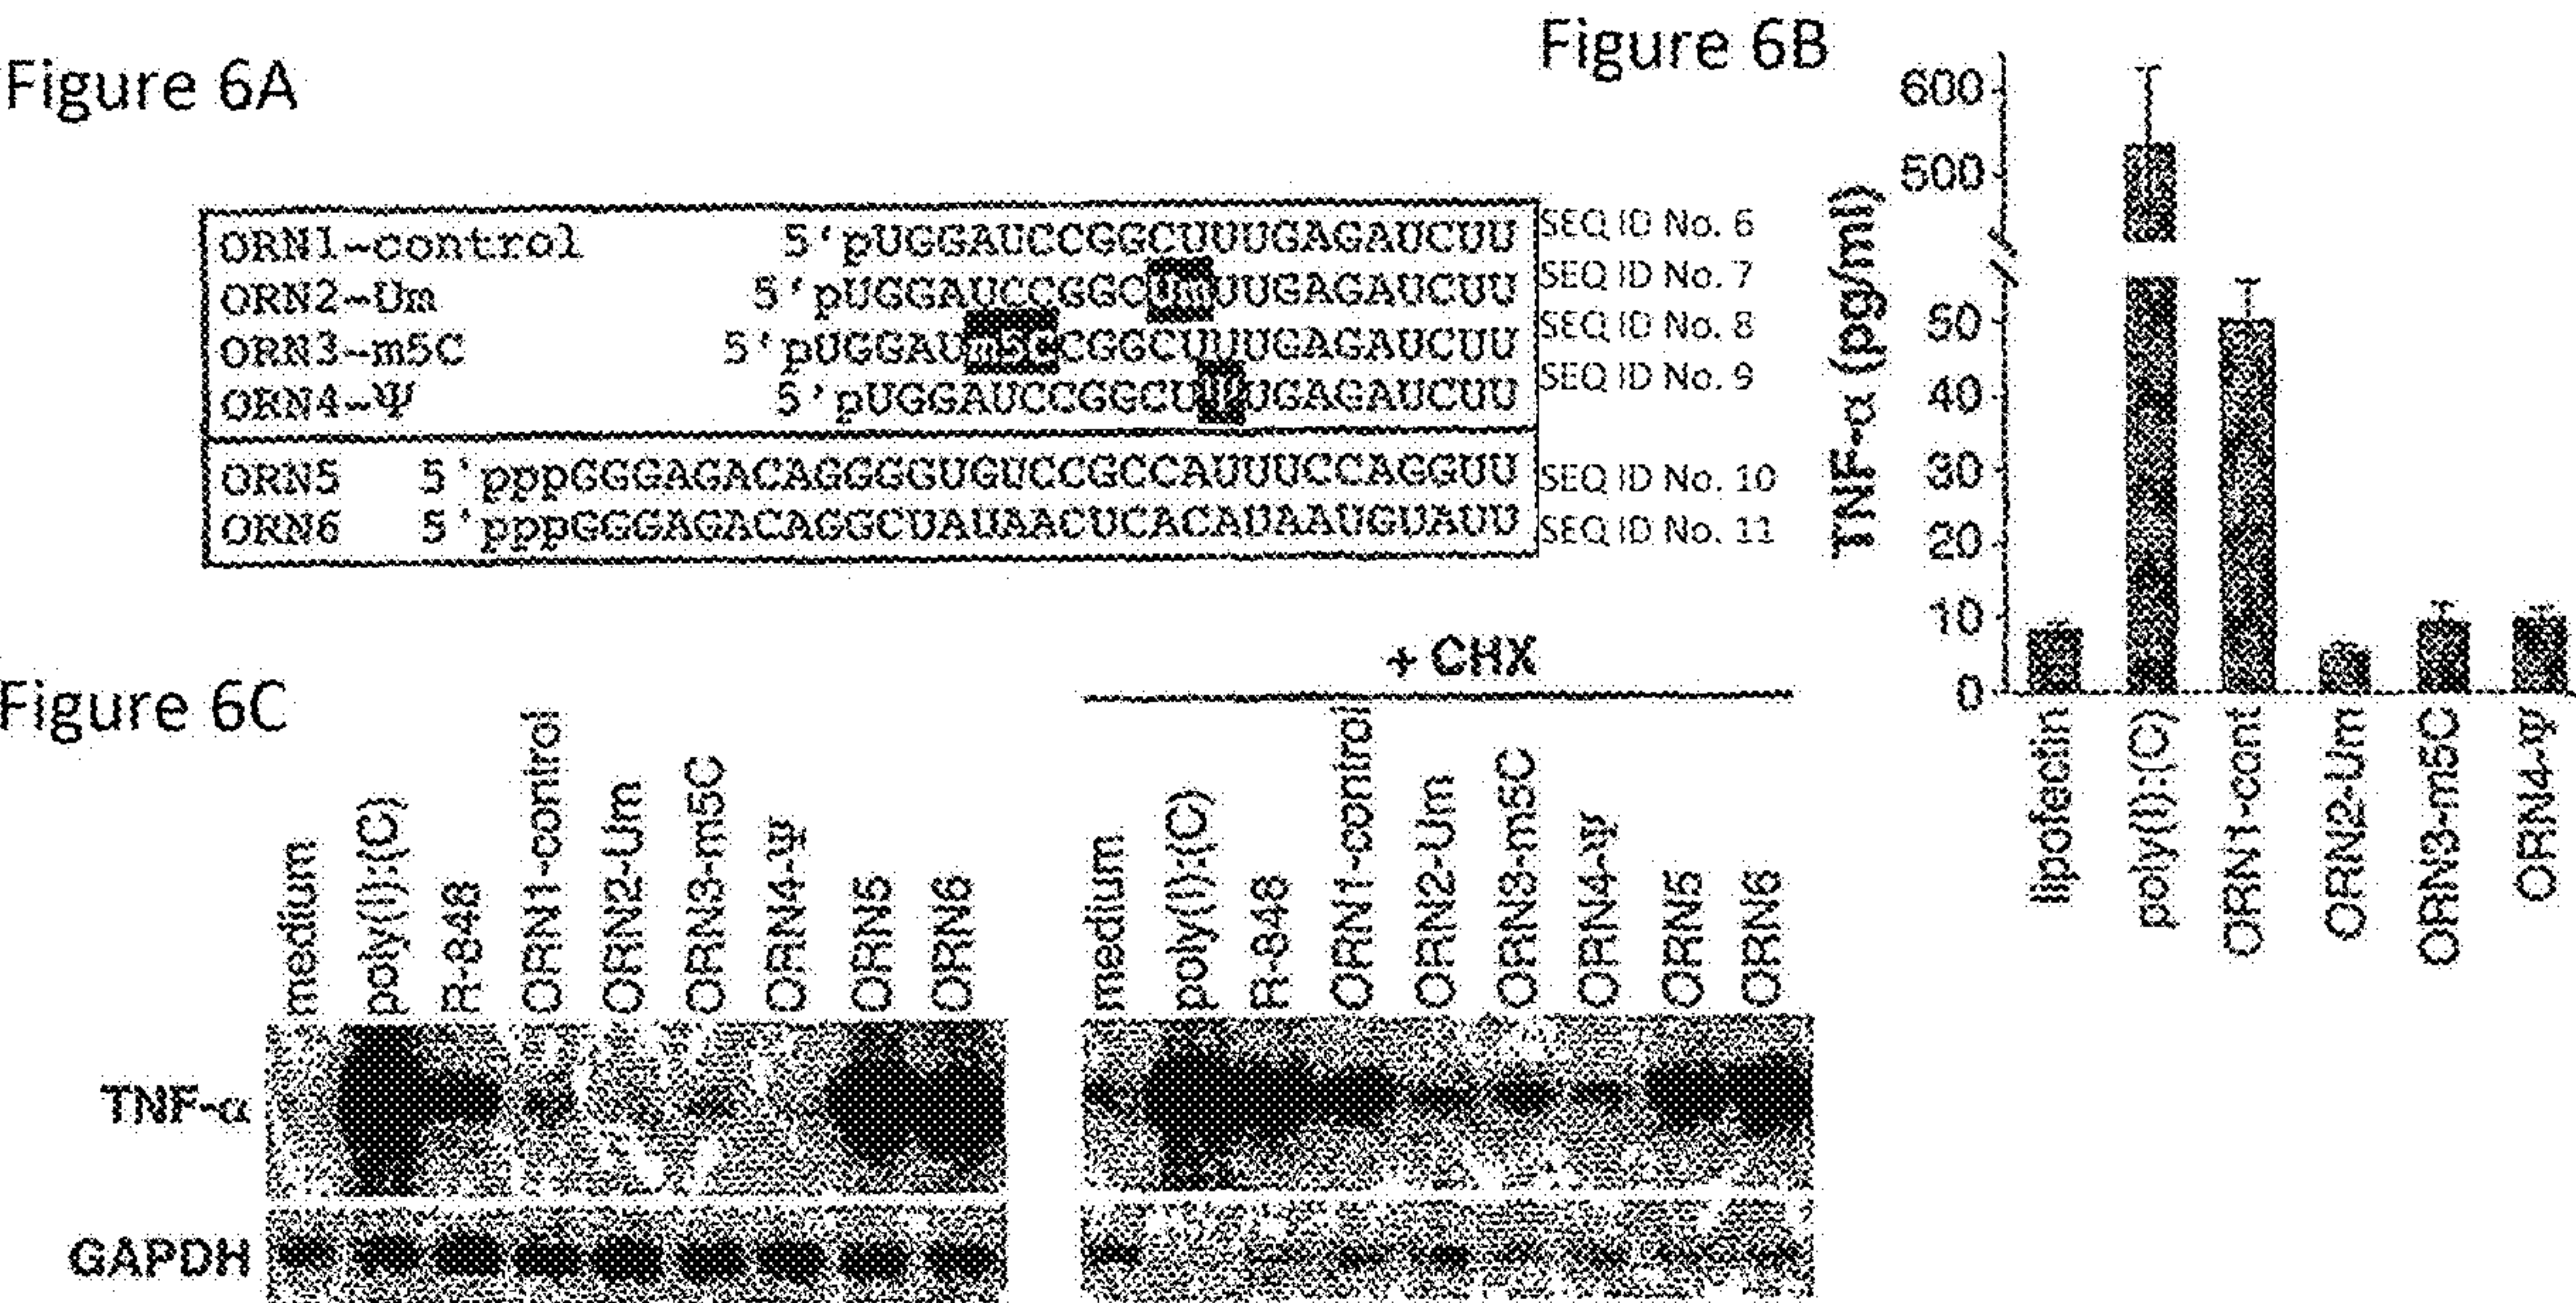 Figure 6A
ORN1-control 5'pUGGAUCCGGCUUUGAGAUCUU SEQ ID No. 6
ORN2-Um 5'pUGGAUCCGGCUmUUGAGAUCUU SEQ ID No. 7
ORN3-m5C 5'pUGGAUm5CCGGCUUUGAGAUCUU SEQ ID No. 8
ORN4-Ψ 5'pUGGAUCCGGCUΨUGAGAUCUU SEQ ID No. 9
ORN5 5'pppGGGAGACAGGGGUGUCCGCCAUUUCCAGGUU SEQ ID No. 10
ORN6 5'pppGGGAGACAGGCUAUAACUCACAUAAUGUAUU SEQ ID No. 11
Figure 6B
TNF-α (pg/ml)
600
500
50
40
30
20
10
0
lipofectin
poly(I):(C)
ORN1-cont
ORN2-Um
ORN3-m5C
ORN4-Ψ
Figure 6C
medium
poly(I):(C)
R-848
ORN1-control
ORN2-Um
ORN3-m5C
ORN4-Ψ
ORN5
ORN6
+ CHX
medium
poly(I):(C)
R-848
ORN1-control
ORN2-Um
ORN3-m5C
ORN4-Ψ
ORN5
ORN6
TNF-α
GAPDH